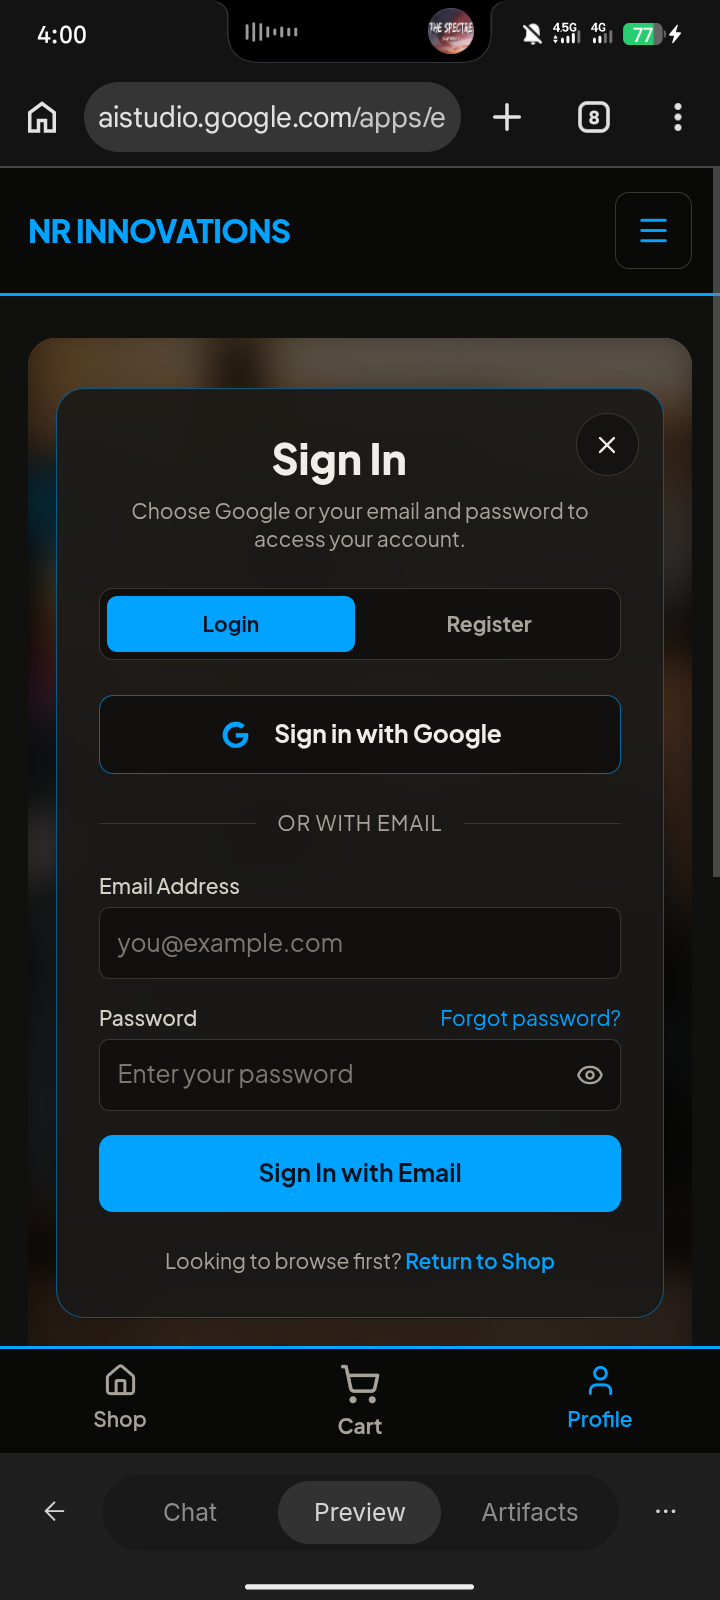 4:00
THE SPECTRE
4.5G
4G
77
aistudio.google.com/apps/e
8
NR INNOVATIONS
Sign In
Choose Google or your email and password to
access your account.
Login
Register
Sign in with Google
OR WITH EMAIL
Email Address
you@example.com
Password
Forgot password?
Enter your password
Sign In with Email
Looking to browse first? Return to Shop
Shop
Cart
Profile
Chat
Preview
Artifacts